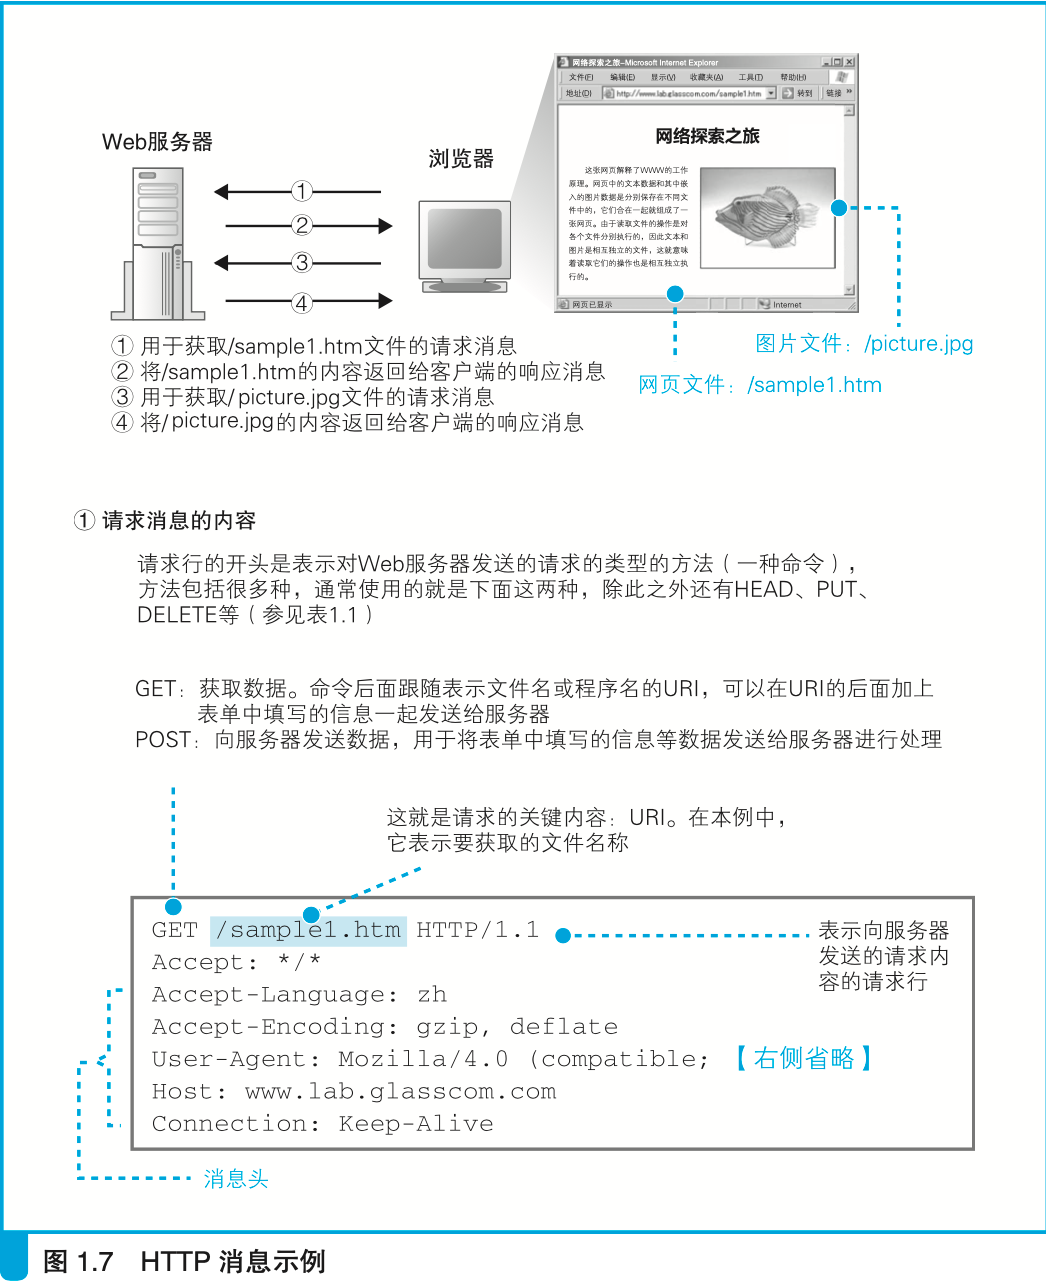 网络探索之旅-Microsoft Internet Explorer
文件(F) 编辑(E) 显示(V) 收藏夹(A) 工具(T) 帮助(H)
地址(D) http://www.lab.glasscom.com/sample1.htm 转到 链接 »
网络探索之旅
这张网页解释了WWW的工作
原理。网页中的文本数据和其中嵌
入的图片数据是分别保存在不同文
件中的，它们合在一起就组成了一
张网页。由于读取文件的操作是对
各个文件分别执行的，因此文本和
图片是相互独立的文件，这就意味
着读取它们的操作也是相互独立执
行的。
网页已显示 Internet
Web服务器
浏览器
①
②
③
④
图片文件：/picture.jpg
网页文件：/sample1.htm
① 用于获取/sample1.htm文件的请求消息
② 将/sample1.htm的内容返回给客户端的响应消息
③ 用于获取/picture.jpg文件的请求消息
④ 将/picture.jpg的内容返回给客户端的响应消息
① 请求消息的内容
请求行的开头是表示对Web服务器发送的请求的类型的方法（一种命令），
方法包括很多种，通常使用的就是下面这两种，除此之外还有HEAD、PUT、
DELETE等（参见表1.1）
GET：获取数据。命令后面跟随表示文件名或程序名的URI，可以在URI的后面加上
表单中填写的信息一起发送给服务器
POST：向服务器发送数据，用于将表单中填写的信息等数据发送给服务器进行处理
这就是请求的关键内容：URI。在本例中，
它表示要获取的文件名称
GET /sample1.htm HTTP/1.1
Accept: */*
Accept-Language: zh
Accept-Encoding: gzip, deflate
User-Agent: Mozilla/4.0 (compatible; 【右侧省略】
Host: www.lab.glasscom.com
Connection: Keep-Alive
表示向服务器
发送的请求内
容的请求行
消息头
图 1.7 HTTP 消息示例